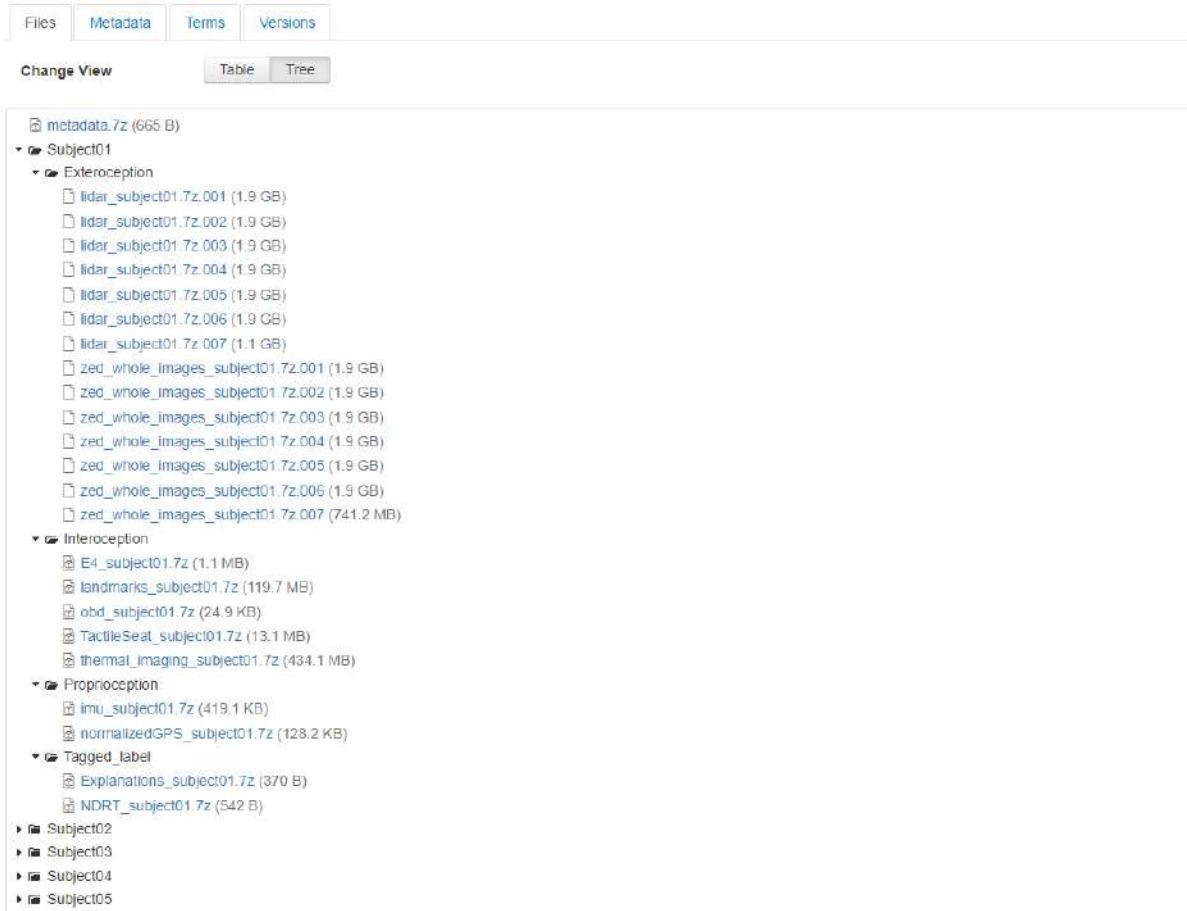 Files Metadata Terms Versions
Change View Table Tree
metadata.7z (665 B)
Subject01
Exteroception
lidar_subject01.7z.001 (1.9 GB)
lidar_subject01.7z.002 (1.9 GB)
lidar_subject01.7z.003 (1.9 GB)
lidar_subject01.7z.004 (1.9 GB)
lidar_subject01.7z.005 (1.9 GB)
lidar_subject01.7z.006 (1.9 GB)
lidar_subject01.7z.007 (1.1 GB)
zed_whole_images_subject01.7z.001 (1.9 GB)
zed_whole_images_subject01.7z.002 (1.9 GB)
zed_whole_images_subject01.7z.003 (1.9 GB)
zed_whole_images_subject01.7z.004 (1.9 GB)
zed_whole_images_subject01.7z.005 (1.9 GB)
zed_whole_images_subject01.7z.006 (1.9 GB)
zed_whole_images_subject01.7z.007 (741.2 MB)
Interoception
E4_subject01.7z (1.1 MB)
landmarks_subject01.7z (119.7 MB)
obd_subject01.7z (24.9 KB)
TactileSeat_subject01.7z (13.1 MB)
thermal_imaging_subject01.7z (434.1 MB)
Proprioception
imu_subject01.7z (419.1 KB)
normalizedGPS_subject01.7z (128.2 KB)
Tagged_label
Explanations_subject01.7z (370 B)
NDRT_subject01.7z (542 B)
Subject02
Subject03
Subject04
Subject05